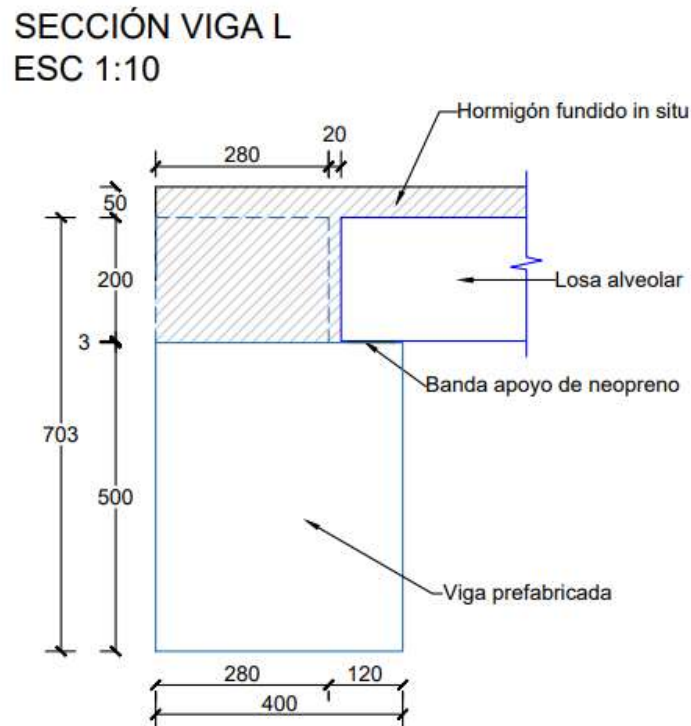 SECCIÓN VIGA L
ESC 1:10
Hormigón fundido in situ
20
280
50
200
Losa alveolar
3
Banda apoyo de neopreno
703
500
Viga prefabricada
280
120
400